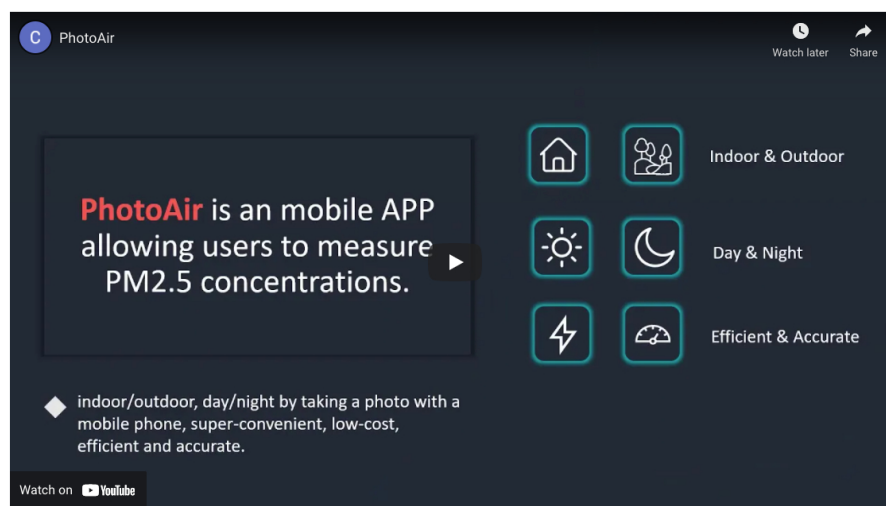 C PhotoAir
Watch later Share
PhotoAir is an mobile APP
allowing users to measure
PM2.5 concentrations.
Indoor & Outdoor
Day & Night
Efficient & Accurate
indoor/outdoor, day/night by taking a photo with a
mobile phone, super-convenient, low-cost,
efficient and accurate.
Watch on YouTube